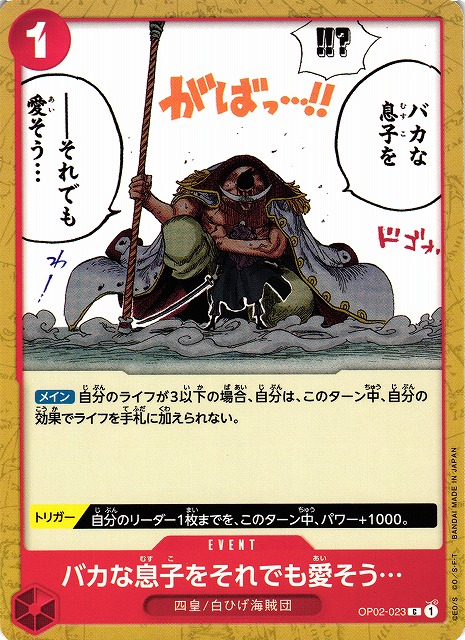 1
!!?
がばっ…!!
バカな
息子を
──それでも
愛そう…
ドゴォ
わー!
メイン 自分のライフが3以下の場合、自分は、このターン中、自分の
効果でライフを手札に加えられない。
トリガー 自分のリーダー1枚までを、このターン中、パワー+1000。
EVENT
バカな息子をそれでも愛そう…
四皇/白ひげ海賊団
OP02-023 C 1
©E.O/S ©O/S・F・T BANDAI MADE IN JAPAN